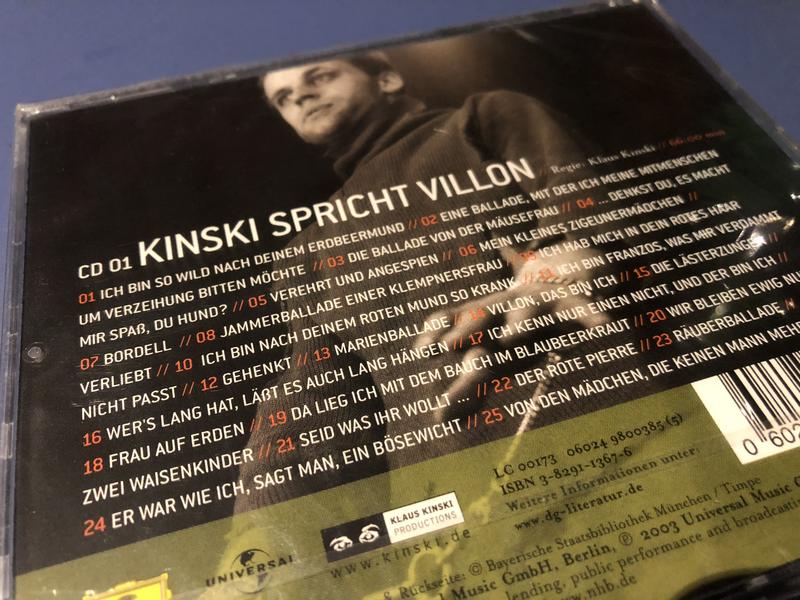 CD 01 KINSKI SPRICHT VILLON // Regie: Klaus Kinski // 66.00 min
01 ICH BIN SO WILD NACH DEINEM ERDBEERMUND // 02 EINE BALLADE, MIT DER ICH MEINE MITMENSCHEN
UM VERZEIHUNG BITTEN MÖCHTE // 03 DIE BALLADE VON DER MÄUSEFRAU // 04 ... DENKST DU, ES MACHT
MIR SPAß, DU HUND? // 05 VEREHRT UND ANGESPIEN // 06 MEIN KLEINES ZIGEUNERMÄDCHEN //
07 BORDELL // 08 JAMMERBALLADE EINER KLEMPNERSFRAU // ICH HAB MICH IN DEIN ROTES HAAR
VERLIEBT // 10 ICH BIN NACH DEINEM ROTEN MUND SO KRANK // 11 ICH BIN FRANZOS, WAS MIR VERDAMMT
NICHT PASST // 12 GEHENKT // 13 MARIENBALLADE // 14 VILLON, DAS BIN ICH // 15 DIE LÄSTERZUNGEN //
16 WER'S LANG HAT, LÄßT ES AUCH LANG HÄNGEN // 17 ICH KENN NUR EINEN NICHT, UND DER BIN ICH //
18 FRAU AUF ERDEN // 19 DA LIEG ICH MIT DEM BAUCH IM BLAUBEERKRAUT // 20 WIR BLEIBEN EWIG NUR
ZWEI WAISENKINDER // 21 SEID WAS IHR WOLLT ... // 22 DER ROTE PIERRE // 23 RÄUBERBALLADE //
24 ER WAR WIE ICH, SAGT MAN, EIN BÖSEWICHT // 25 VON DEN MÄDCHEN, DIE KEINEN MANN MEHR
LC 00173 06024 9800385 (5)
ISBN 3-8291-1367-6
Weitere Informationen unter:
www.dg-literatur.de
KLAUS KINSKI
PRODUCTIONS
www.kinski.de
UNIVERSAL
& Rückseite: © Bayerische Staatsbibliothek München / Timpe
Music GmbH, Berlin, ℗ 2003 Universal Music
lending, public performance and broadcasting
www.nhb.de